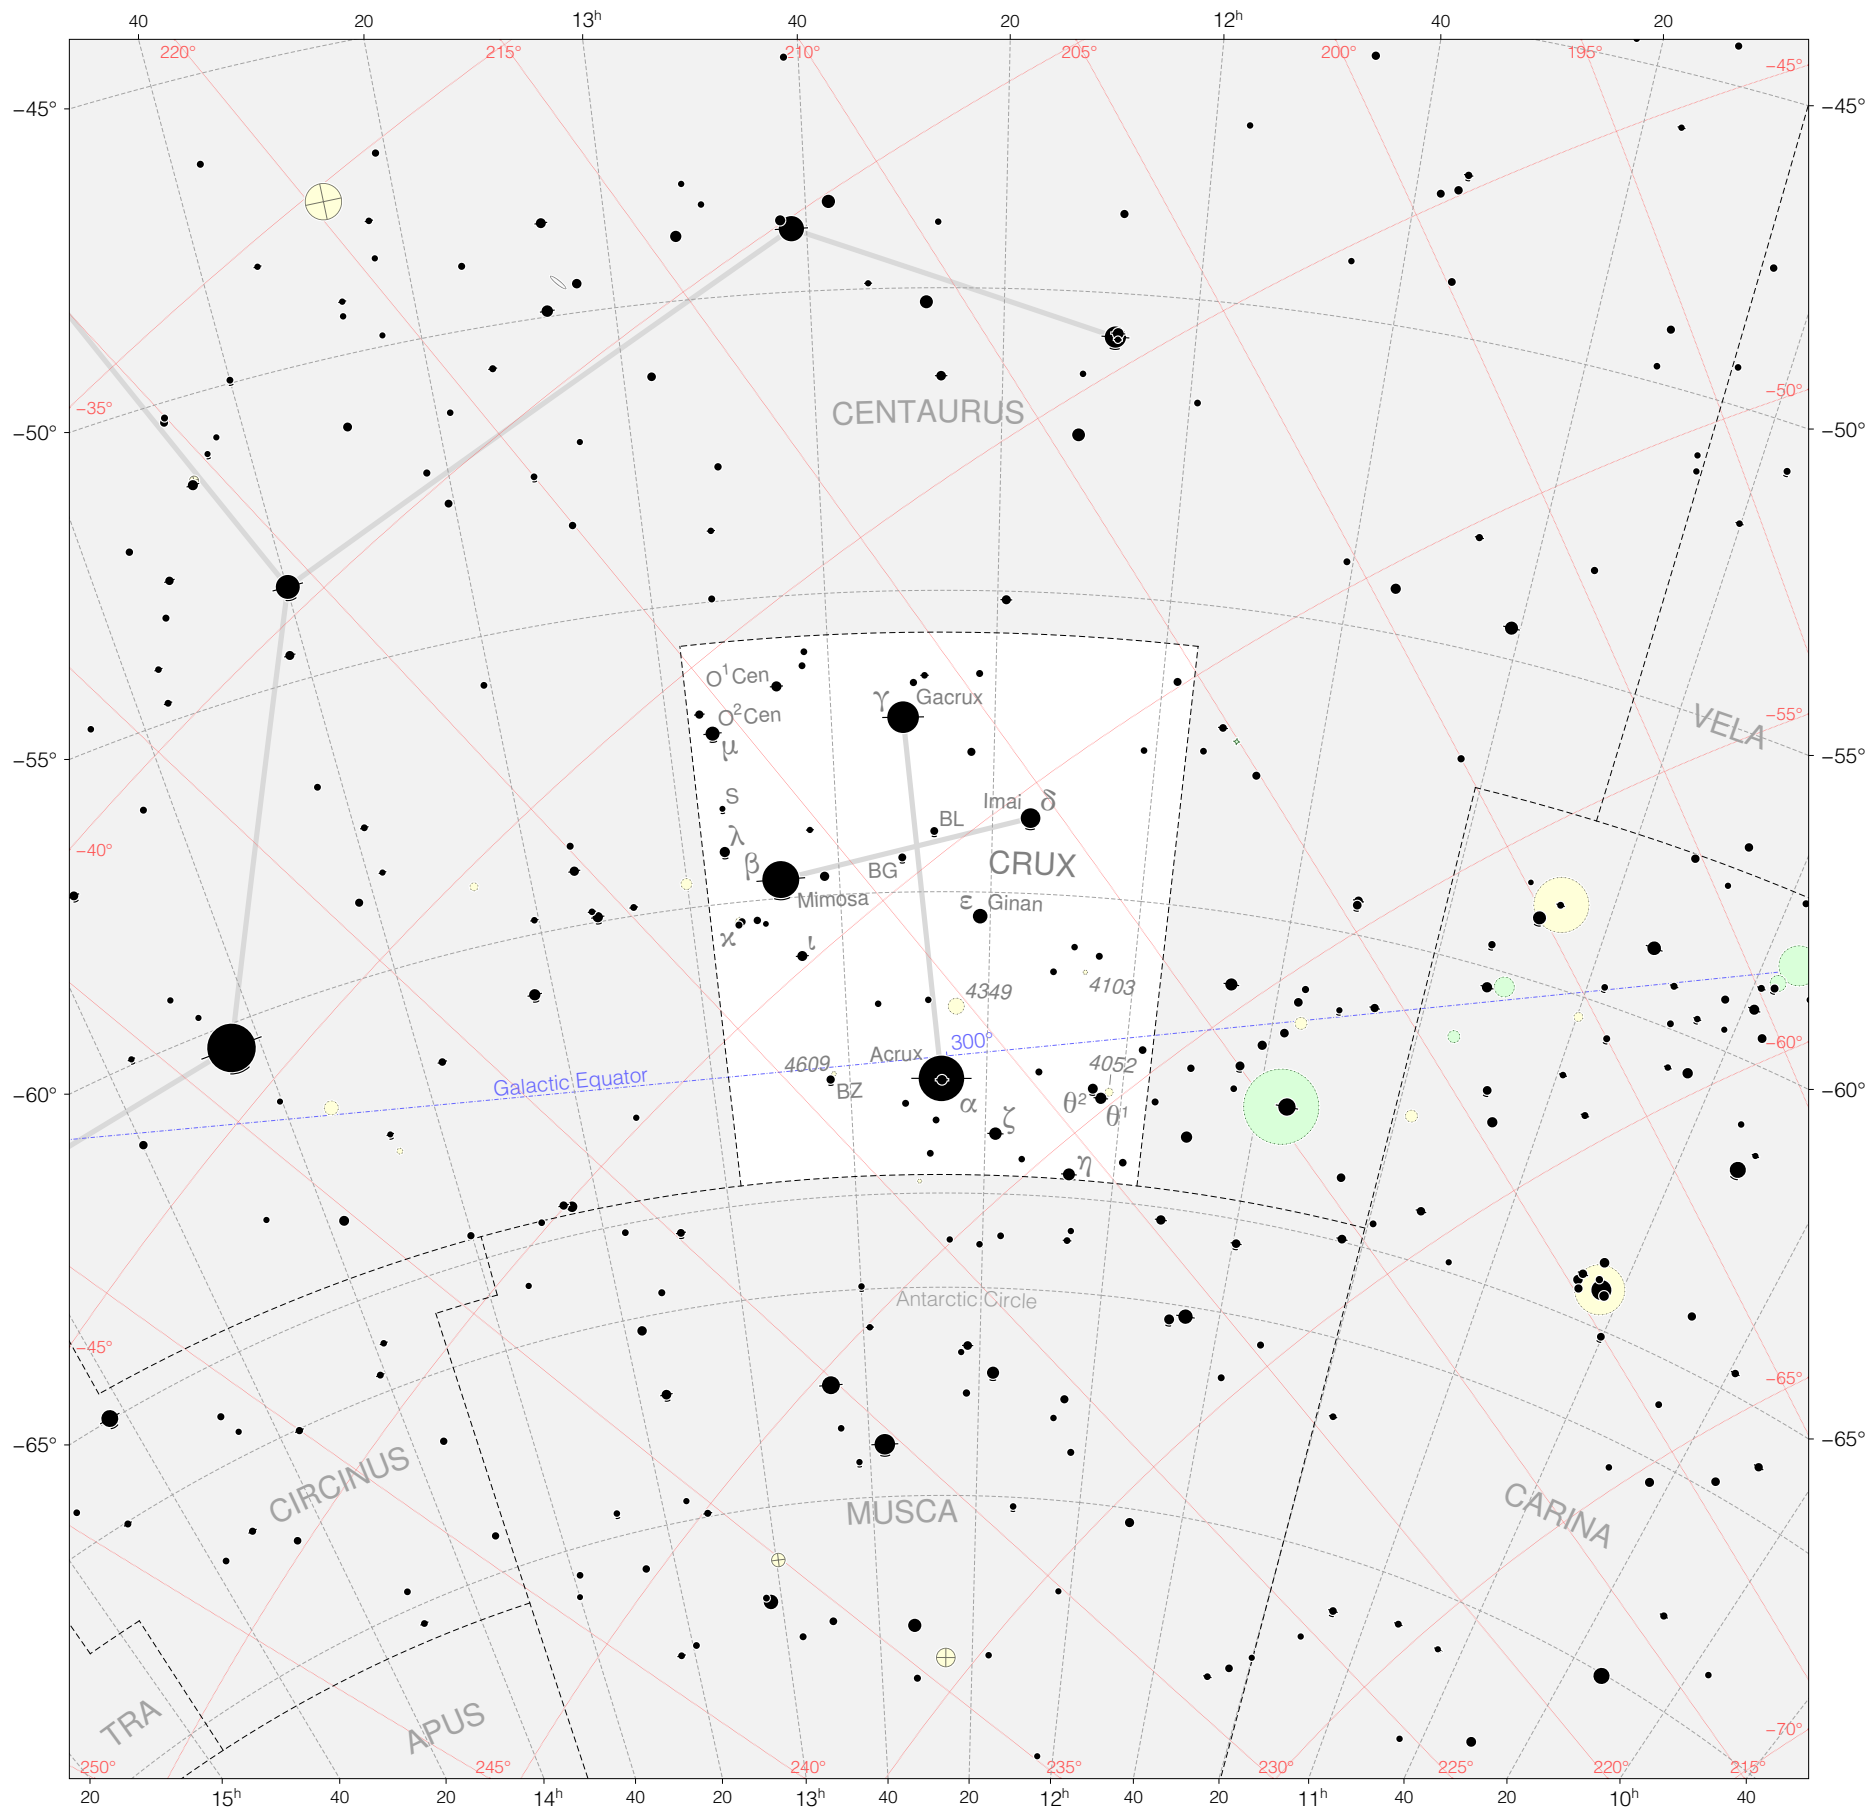 40 20 13h 40 20 12h 40 20
220° 215° 210° 205° 200° 195°
−45°
−45° −45°
−50°
−35°
CENTAURUS
−50° −50°
O¹Cen
γ Gacrux
O²Cen
μ
−55°
VELA
−55° −55°
S
Imai δ
BL
λ
β
−40°
BG
CRUX
Mimosa
ε Ginan
κ
ι
4103
4349
300°
−60°
Acrux
4609
4052
Galactic Equator
BZ
−60° −60°
α
θ² θ¹
ζ
η
Antarctic Circle
−45°
−65°
−65° −65°
CIRCINUS
MUSCA
CARINA
TRA
APUS
−70°
250° 245° 240° 235° 230° 225° 220° 215°
20 15h 40 20 14h 40 20 13h 40 20 12h 40 20 11h 40 20 10h 40